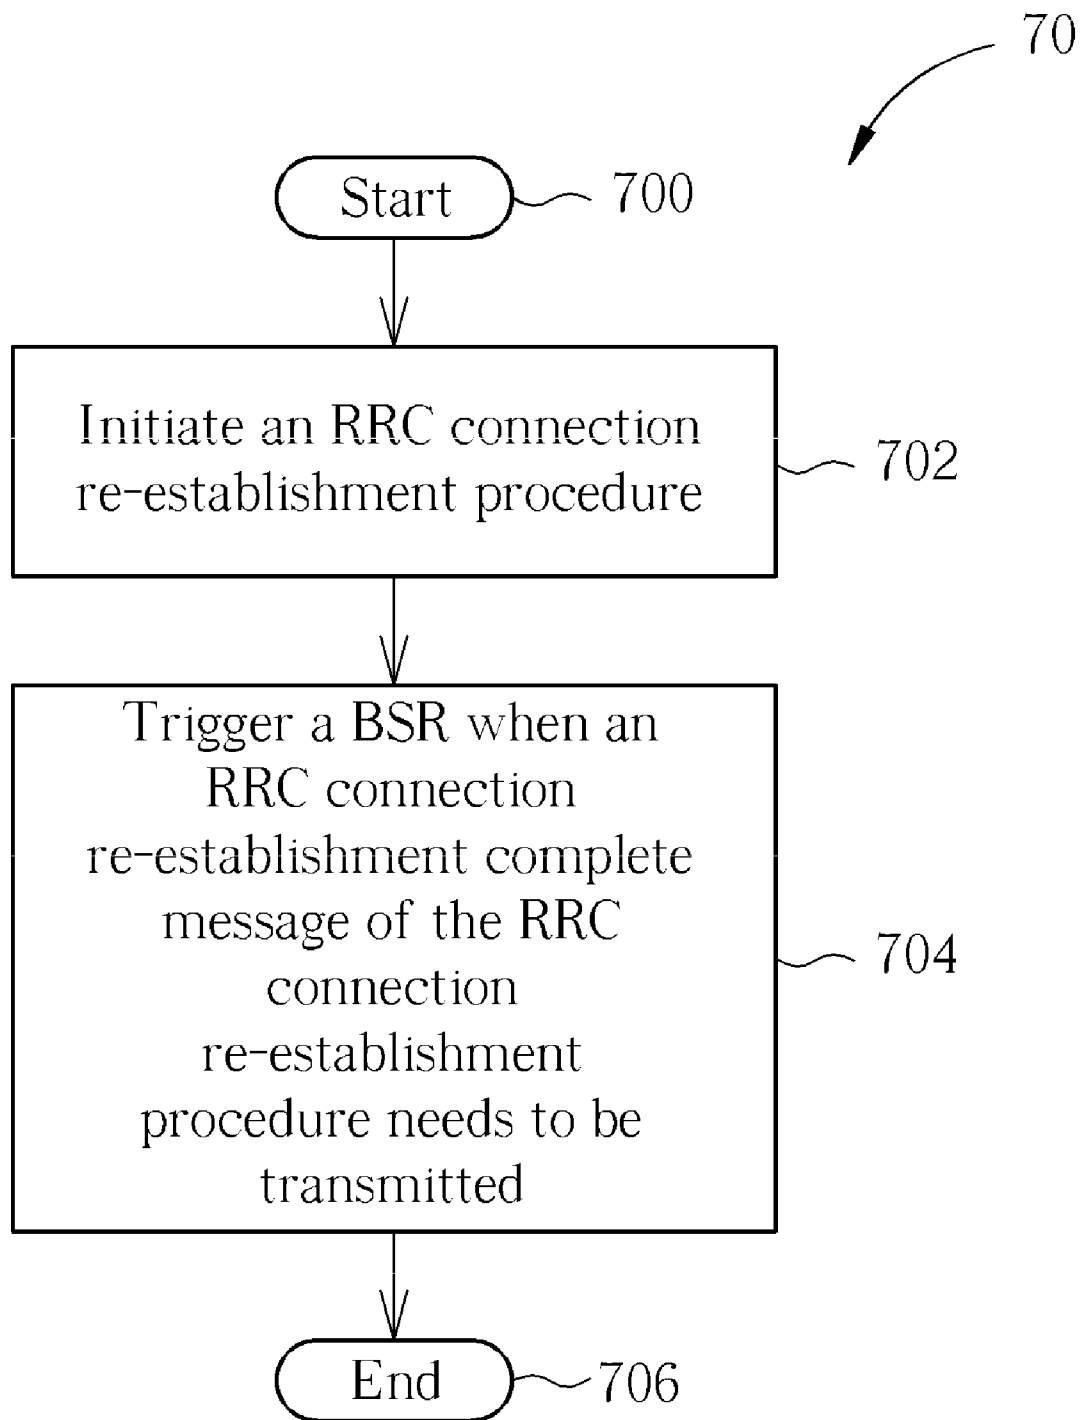 70
Start
700
Initiate an RRC connection
re-establishment procedure
702
Trigger a BSR when an
RRC connection
re-establishment complete
message of the RRC
connection
re-establishment
procedure needs to be
transmitted
704
End
706